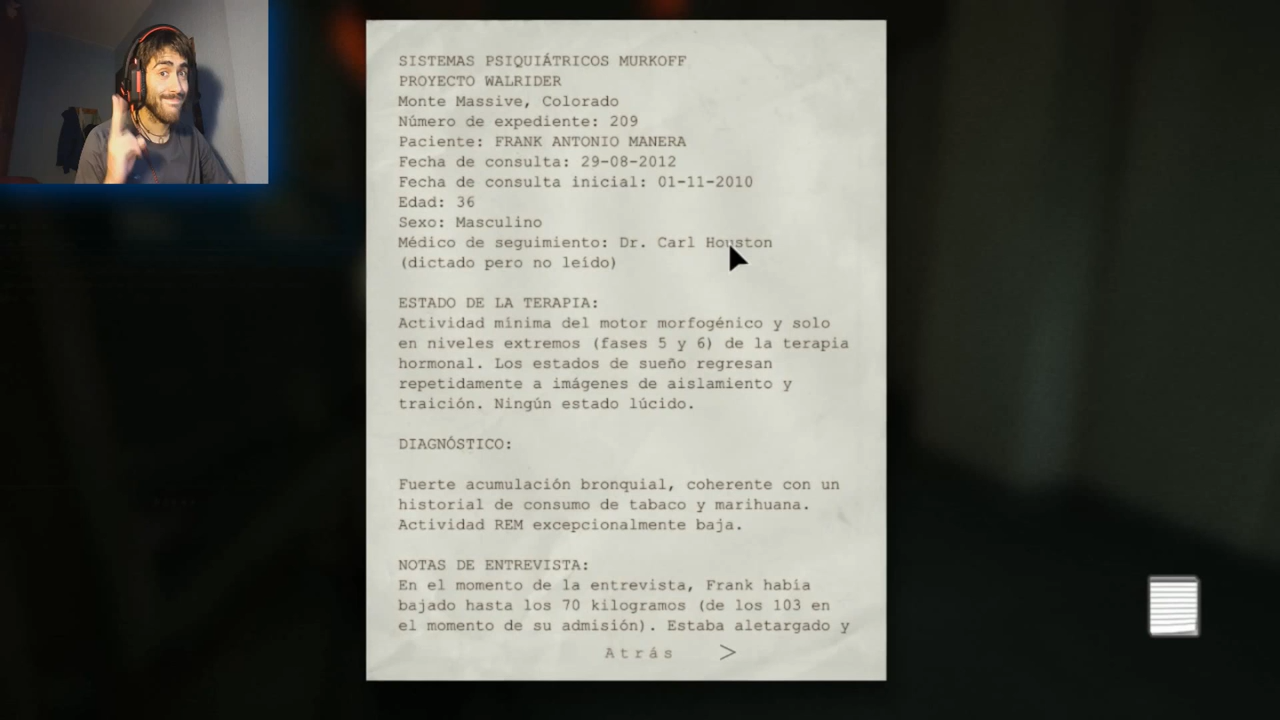 SISTEMAS PSIQUIÁTRICOS MURKOFF
PROYECTO WALRIDER
Monte Massive, Colorado
Número de expediente: 209
Paciente: FRANK ANTONIO MANERA
Fecha de consulta: 29-08-2012
Fecha de consulta inicial: 01-11-2010
Edad: 36
Sexo: Masculino
Médico de seguimiento: Dr. Carl Houston
(dictado pero no leído)
ESTADO DE LA TERAPIA:
Actividad mínima del motor morfogénico y solo
en niveles extremos (fases 5 y 6) de la terapia
hormonal. Los estados de sueño regresan
repetidamente a imágenes de aislamiento y
traición. Ningún estado lúcido.
DIAGNÓSTICO:
Fuerte acumulación bronquial, coherente con un
historial de consumo de tabaco y marihuana.
Actividad REM excepcionalmente baja.
NOTAS DE ENTREVISTA:
En el momento de la entrevista, Frank había
bajado hasta los 70 kilogramos (de los 103 en
el momento de su admisión). Estaba aletargado y
Atrás >